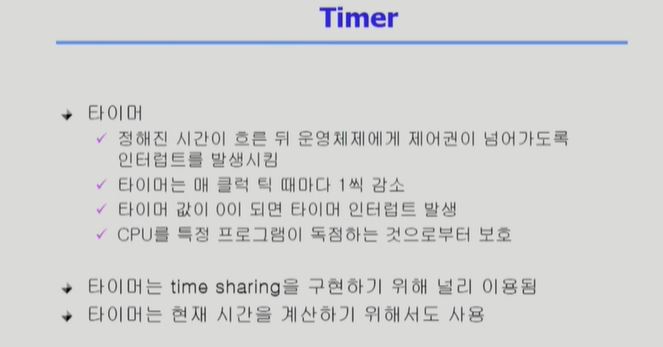 Timer
타이머
정해진 시간이 흐른 뒤 운영체제에게 제어권이 넘어가도록
인터럽트를 발생시킴
타이머는 매 클럭 틱 때마다 1씩 감소
타이머 값이 0이 되면 타이머 인터럽트 발생
CPU를 특정 프로그램이 독점하는 것으로부터 보호
타이머는 time sharing을 구현하기 위해 널리 이용됨
타이머는 현재 시간을 계산하기 위해서도 사용